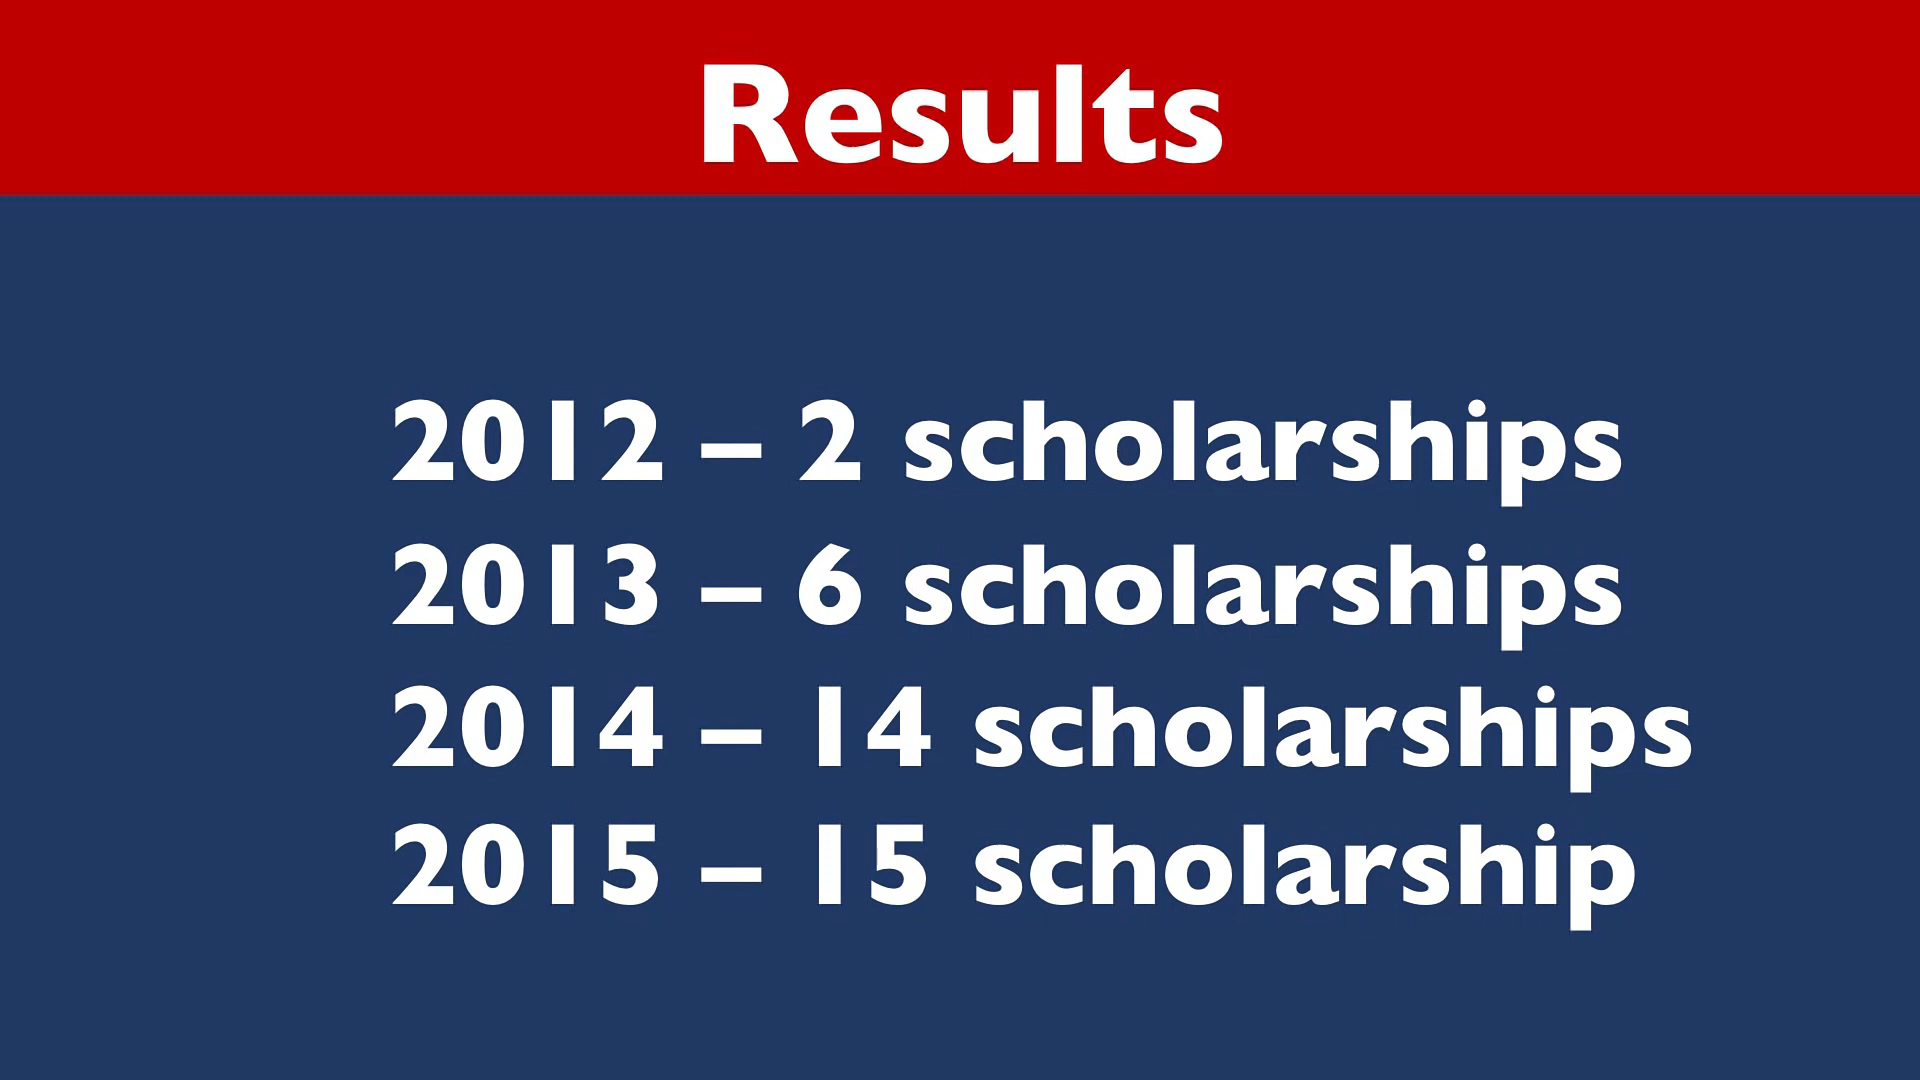 Results
2012 – 2 scholarships
2013 – 6 scholarships
2014 – 14 scholarships
2015 – 15 scholarship